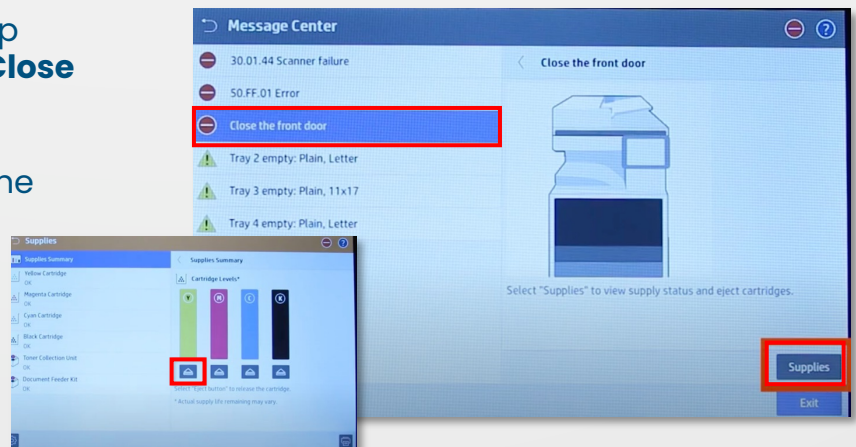 p
Close
ne
Message Center
?
30.01.44 Scanner failure
50.FF.01 Error
Close the front door
Tray 2 empty: Plain, Letter
Tray 3 empty: Plain, 11x17
Tray 4 empty: Plain, Letter
Close the front door
Select "Supplies" to view supply status and eject cartridges.
Supplies
Exit
Supplies
?
Supplies Summary
Yellow Cartridge
OK
Magenta Cartridge
OK
Cyan Cartridge
OK
Black Cartridge
OK
Toner Collection Unit
OK
Document Feeder Kit
OK
Supplies Summary
Cartridge Levels*
Y M C K
Select "Eject button" to release the cartridge.
* Actual supply life remaining may vary.